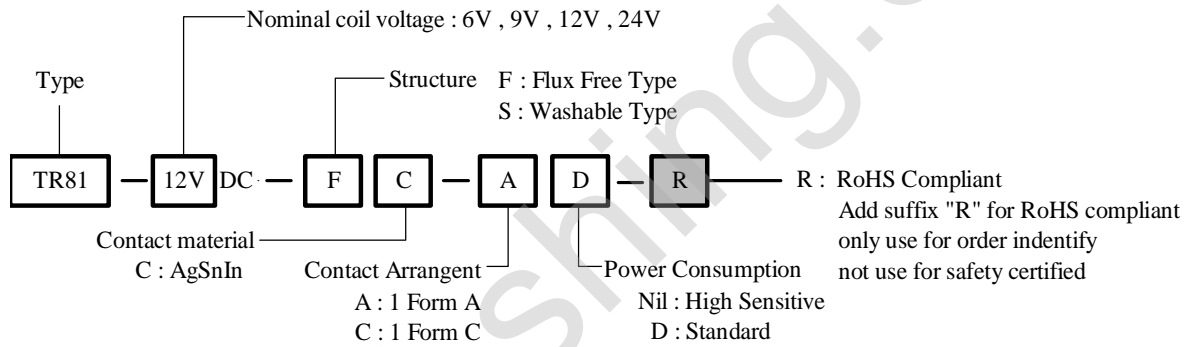 Nominal coil voltage : 6V , 9V , 12V , 24V
Type
Structure F : Flux Free Type
S : Washable Type
TR81 — 12V DC — F C — A D — R
R : RoHS Compliant
Add suffix "R" for RoHS compliant
only use for order indentify
not use for safety certified
Contact material
C : AgSnIn
Contact Arrangent
A : 1 Form A
C : 1 Form C
Power Consumption
Nil : High Sensitive
D : Standard
shing.